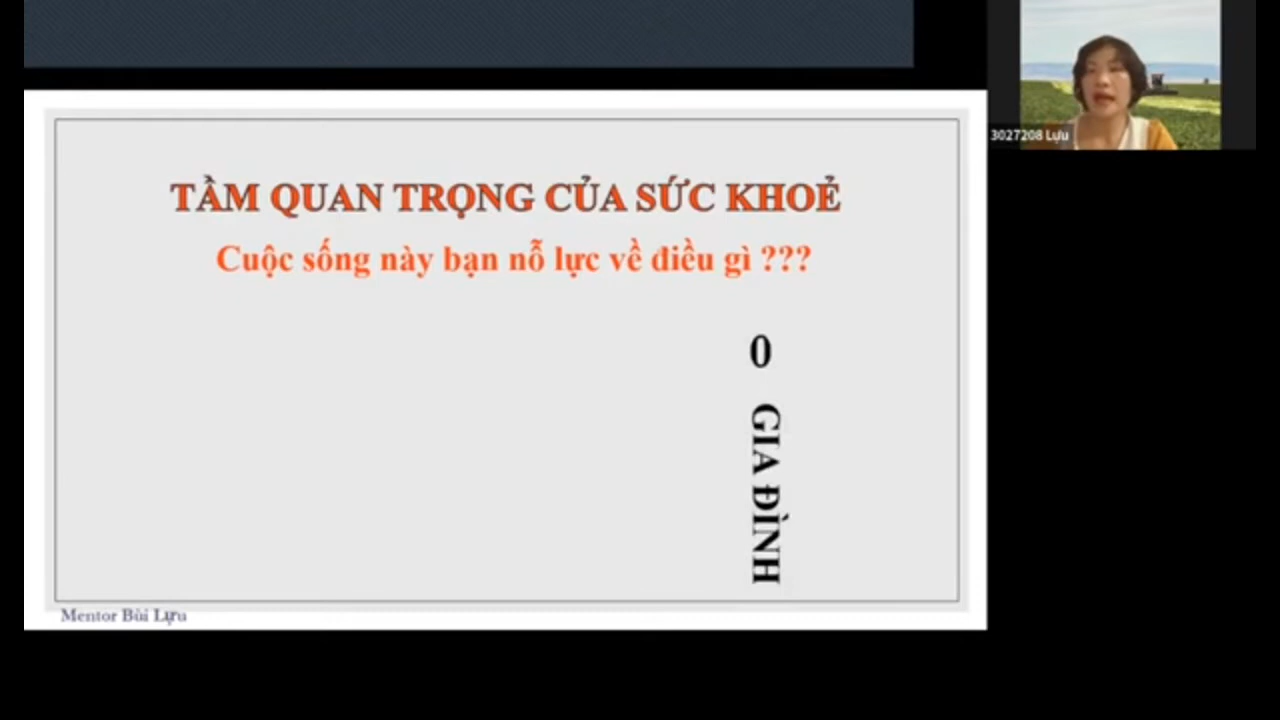 3027208 Lựu
TẦM QUAN TRỌNG CỦA SỨC KHOẺ
Cuộc sống này bạn nỗ lực về điều gì ???
0
GIA ĐÌNH
Mentor Bùi Lựu